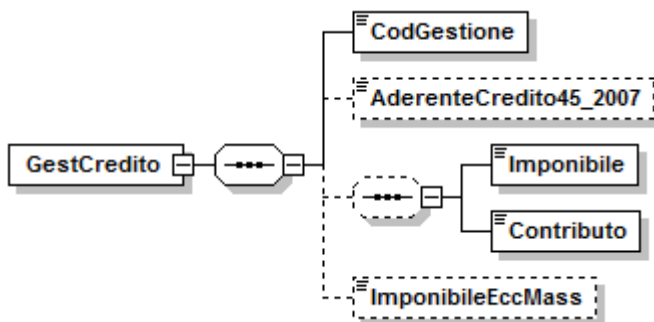 CodGestione
AderenteCredito45_2007
GestCredito
Imponibile
Contributo
ImponibileEccMass